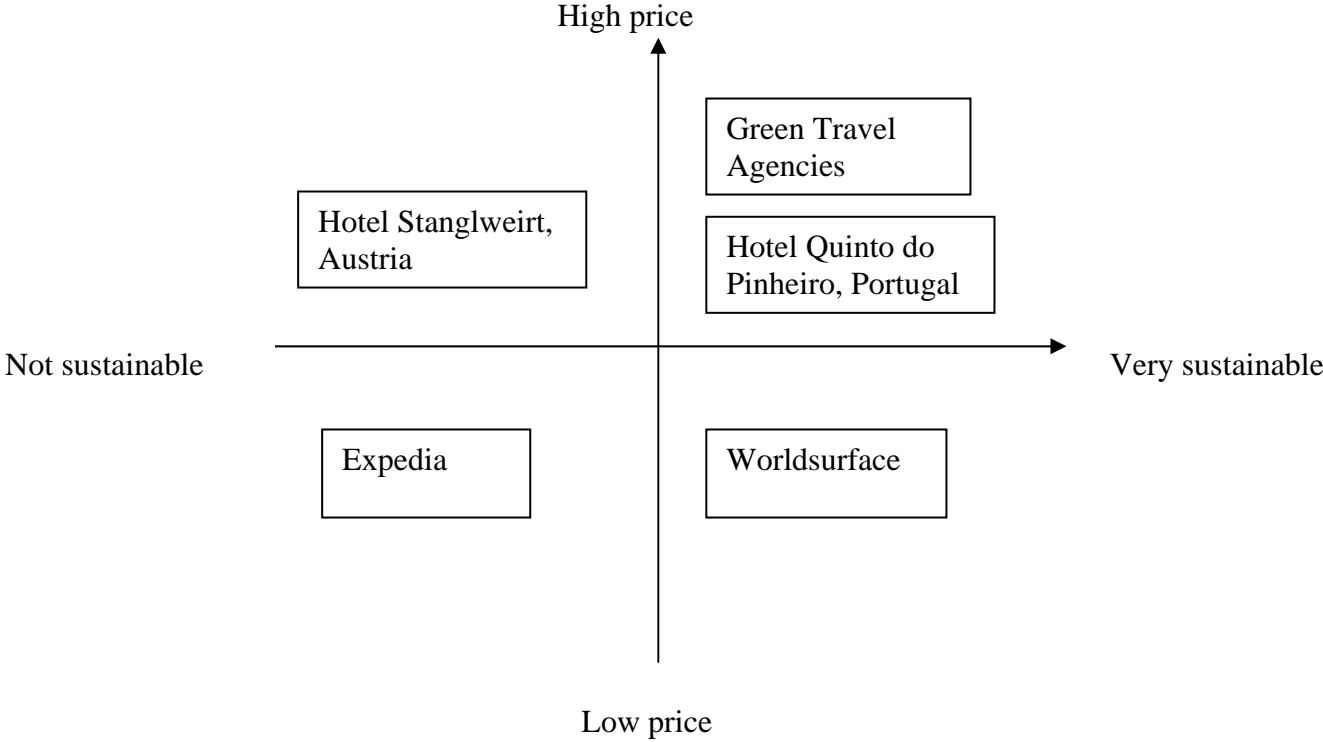 High price
Green Travel
Agencies
Hotel Stanglweirt,
Austria
Hotel Quinto do
Pinheiro, Portugal
Not sustainable
Very sustainable
Expedia
Worldsurface
Low price